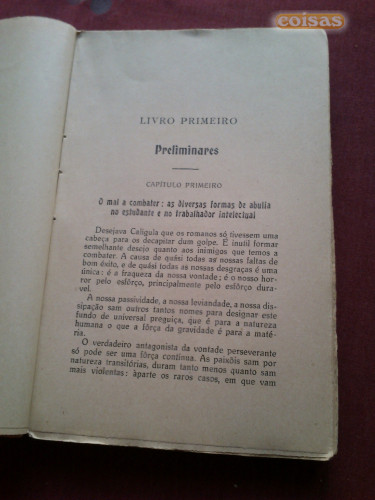 coisas
LIVRO PRIMEIRO
Preliminares
CAPÍTULO PRIMEIRO
O mal a combater: as diversas formas de abulia
no estudante e no trabalhador intelectual
Desejava Calígula que os romanos só tivessem uma
cabeça para os decapitar dum golpe. É inutil formar
semelhante desejo quanto aos inimigos que temos a
combater. A causa de quási todas as nossas faltas de
bom êxito, e de quási todas as nossas desgraças é uma
única: é a fraqueza da nossa vontade; é o nosso hor-
ror pelo esfôrço, principalmente pelo esfôrço dura-
vel.
A nossa passividade, a nossa leviandade, a nossa dis-
sipação sam outros tantos nomes para designar este
fundo de universal preguiça, que é para a natureza
humana o que a fôrça da gravidade é para a maté-
ria.
O verdadeiro antagonista da vontade perseverante
só pode ser uma fôrça contínua. As paixõis sam por
natureza transitórias, duram tanto menos quanto sam
mais violentas: àparte os raros casos, em que vam